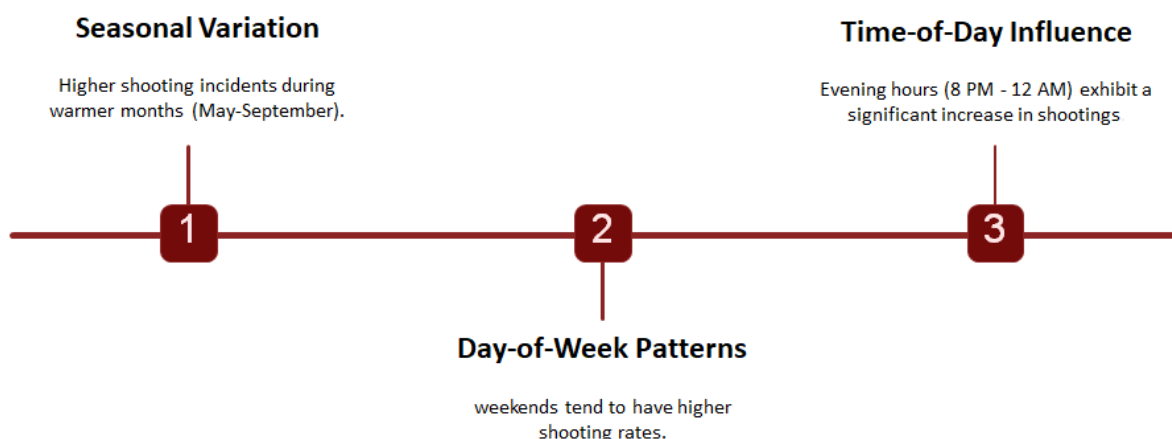 Seasonal Variation
Higher shooting incidents during
warmer months (May-September).
1
2
Day-of-Week Patterns
weekends tend to have higher
shooting rates.
Time-of-Day Influence
Evening hours (8 PM - 12 AM) exhibit a
significant increase in shootings
3